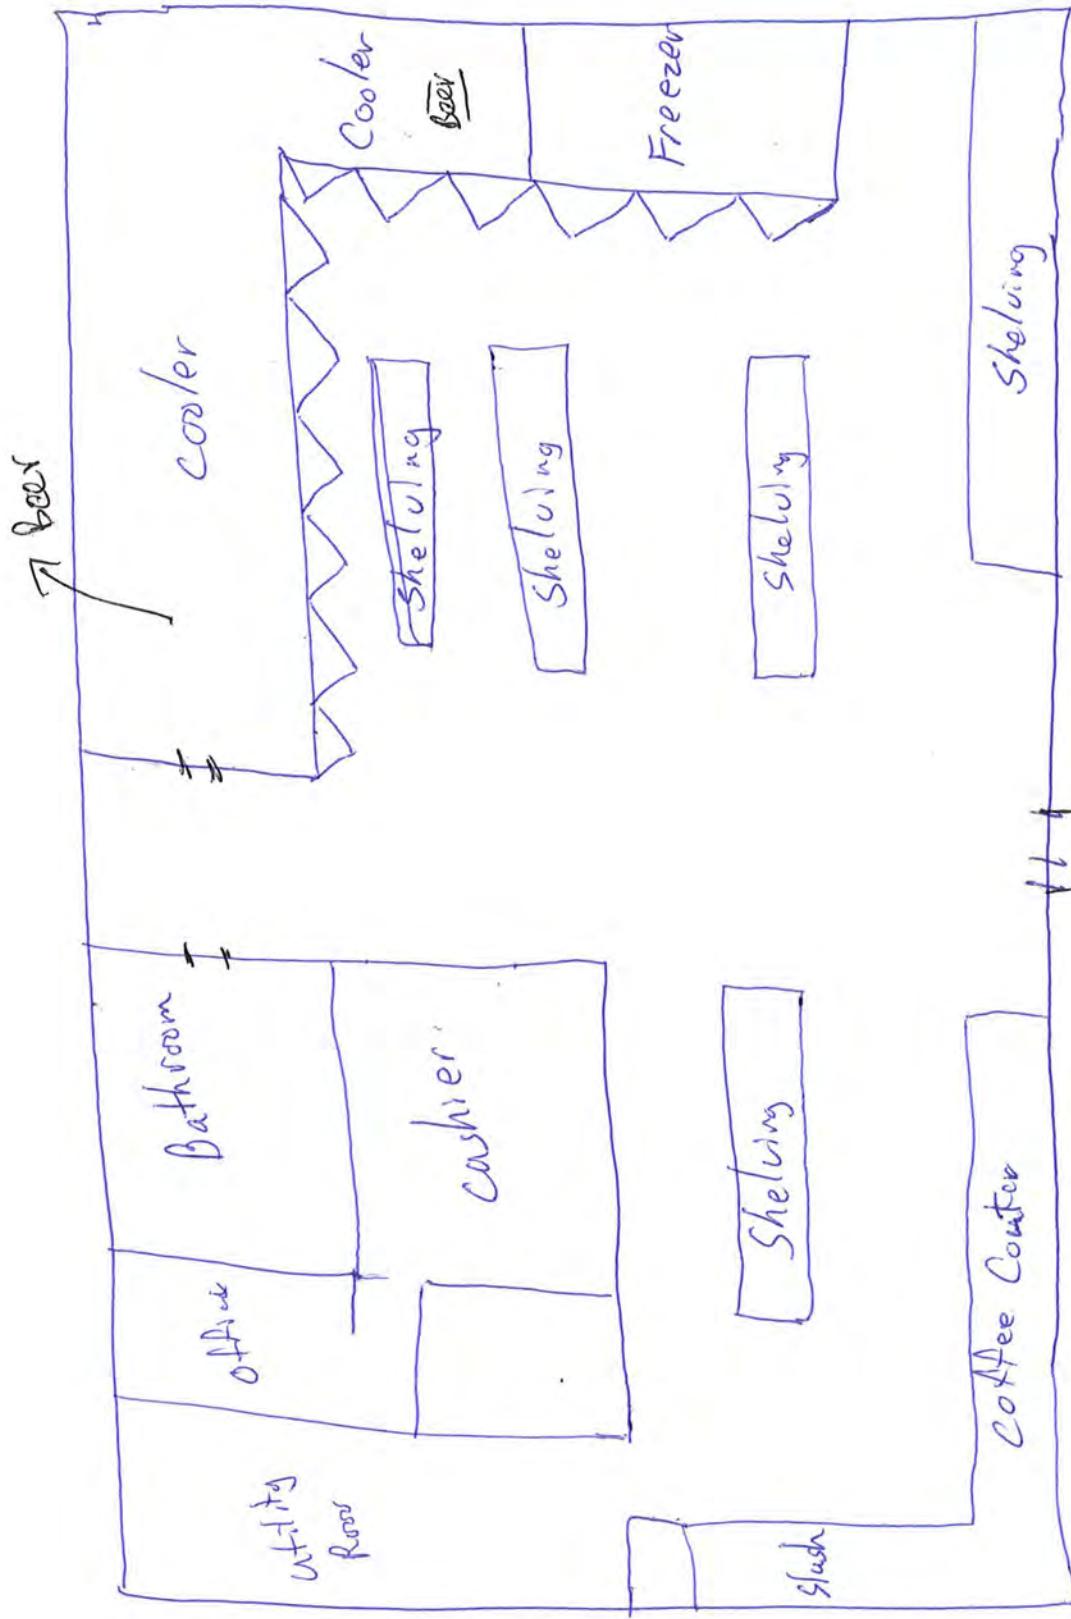 Beer
Utility
Room
Office
Bathroom
Cooler
Cooler
Beer
Cashier
Shelving
Shelving
Freezer
Slush
Shelving
Shelving
Coffee Counter
Shelving